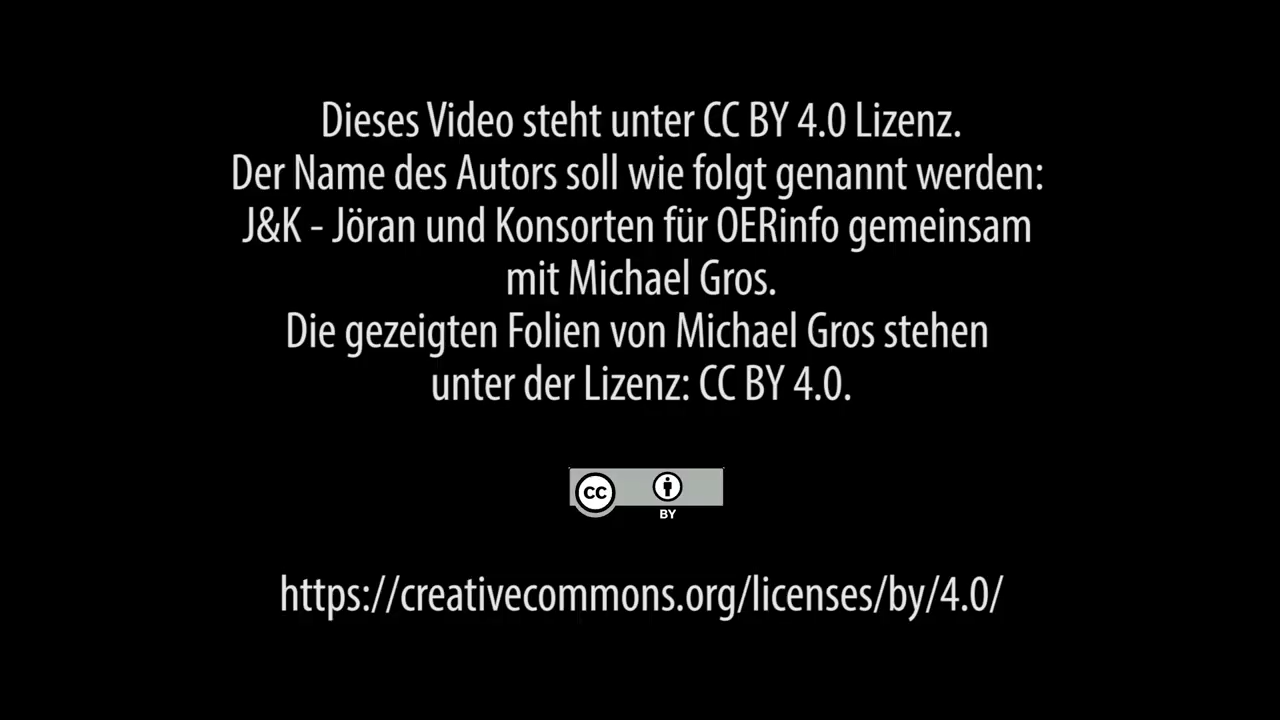 Dieses Video steht unter CC BY 4.0 Lizenz.
Der Name des Autors soll wie folgt genannt werden:
J&K - Jöran und Konsorten für OERinfo gemeinsam
mit Michael Gros.
Die gezeigten Folien von Michael Gros stehen
unter der Lizenz: CC BY 4.0.
CC
BY
https://creativecommons.org/licenses/by/4.0/